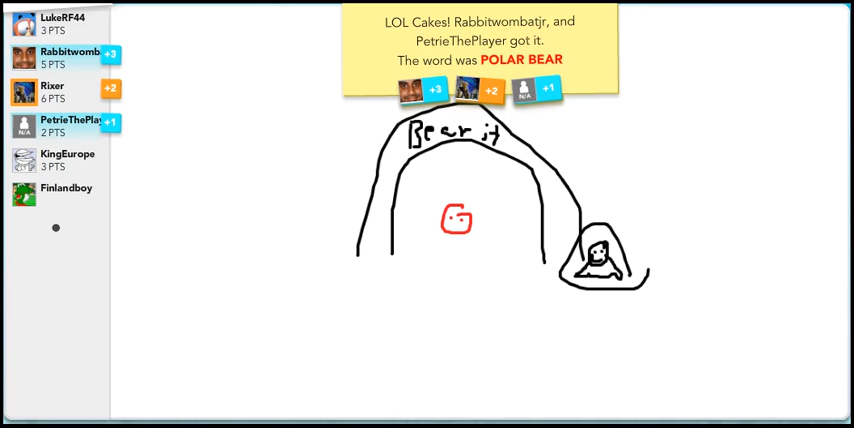 LukeRF44
3 PTS
Rabbitwomb
+3
5 PTS
Rixer
+2
6 PTS
PetrieThePlay
+1
N/A
2 PTS
KingEurope
3 PTS
Finlandboy
LOL Cakes! Rabbitwombatjr, and
PetrieThePlayer got it.
The word was POLAR BEAR
+3 +2 N/A +1
Bear it
G